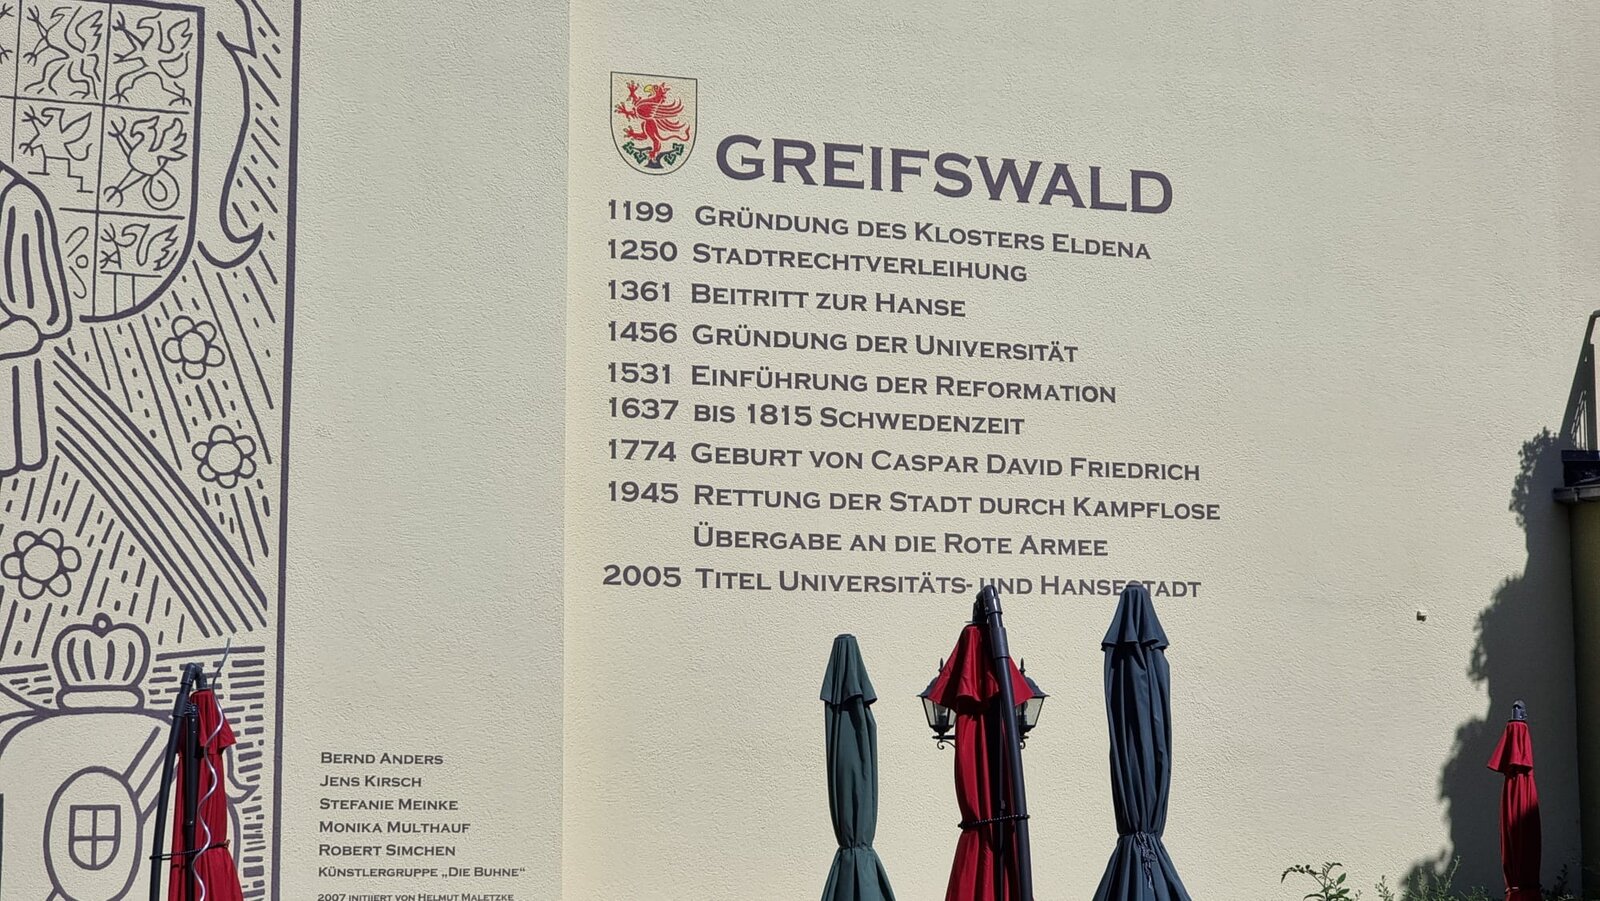 GREIFSWALD
1199 GRÜNDUNG DES KLOSTERS ELDENA
1250 STADTRECHTVERLEIHUNG
1361 BEITRITT ZUR HANSE
1456 GRÜNDUNG DER UNIVERSITÄT
1531 EINFÜHRUNG DER REFORMATION
1637 BIS 1815 SCHWEDENZEIT
1774 GEBURT VON CASPAR DAVID FRIEDRICH
1945 RETTUNG DER STADT DURCH KAMPFLOSE
ÜBERGABE AN DIE ROTE ARMEE
2005 TITEL UNIVERSITÄTS- UND HANSESTADT
BERND ANDERS
JENS KIRSCH
STEFANIE MEINKE
MONIKA MULTHAUF
ROBERT SIMCHEN
KÜNSTLERGRUPPE „DIE BUHNE“
2007 INITIIERT VON HELMUT MALETZKE